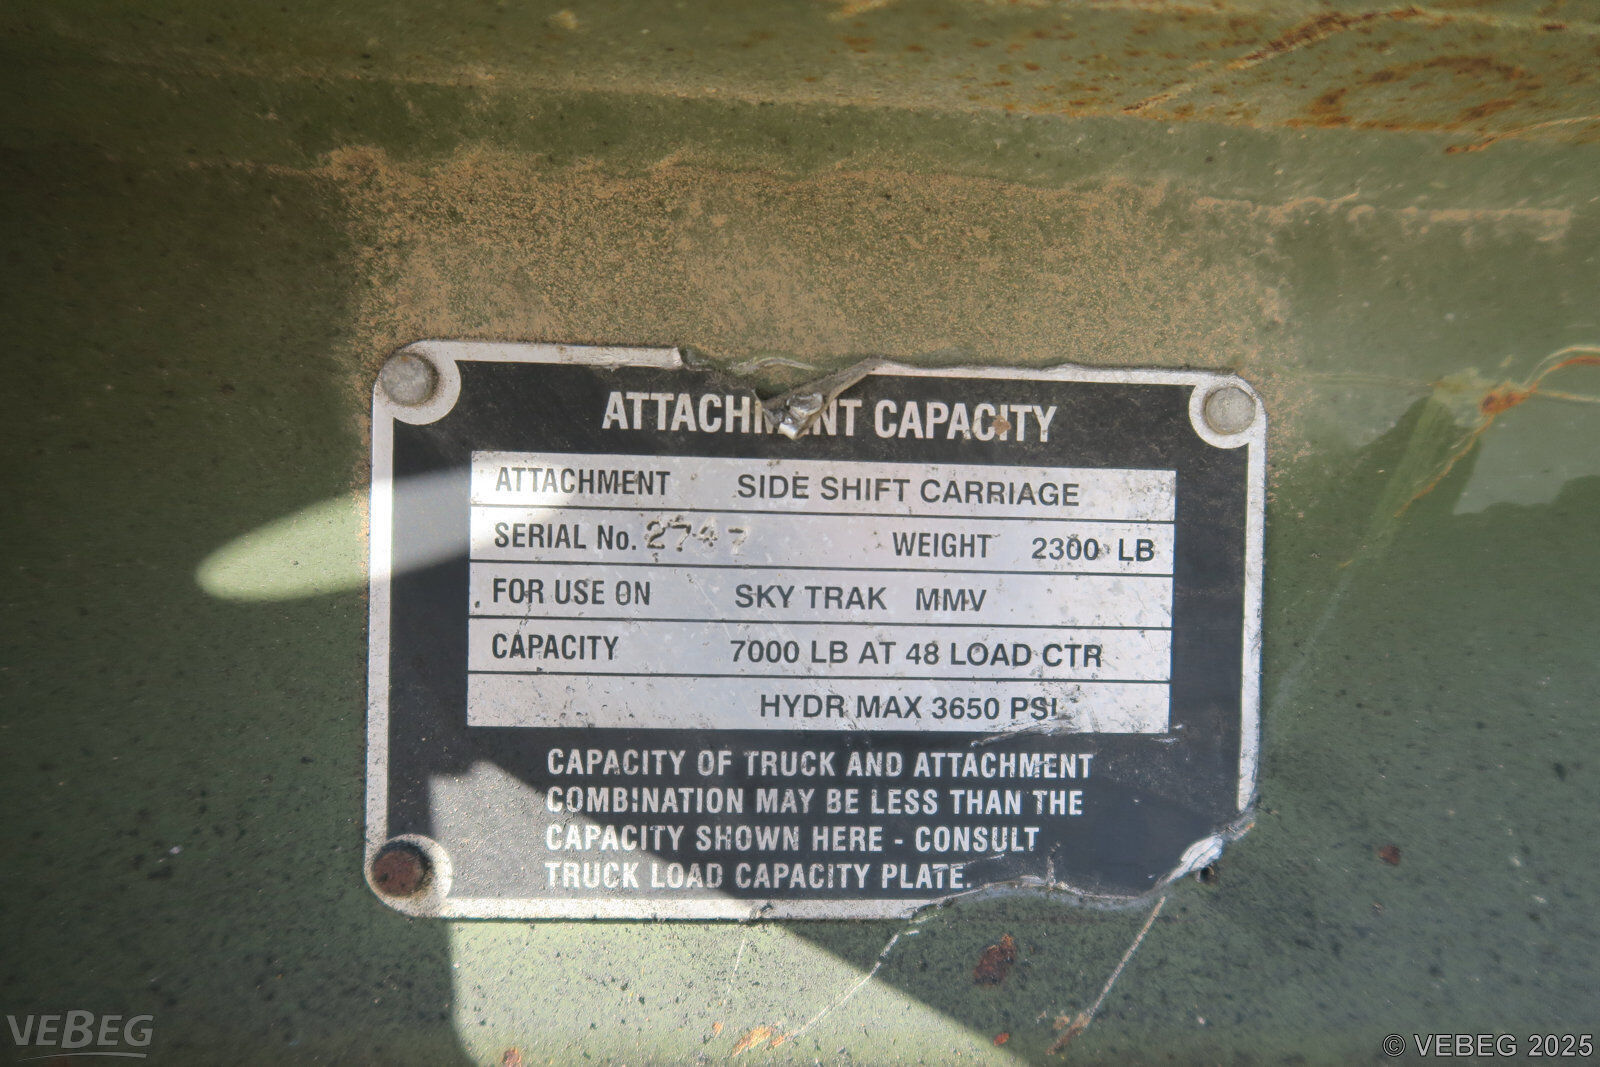 ATTACHMENT CAPACITY
ATTACHMENT SIDE SHIFT CARRIAGE
SERIAL No. 2747 WEIGHT 2300 LB
FOR USE ON SKY TRAK MMV
CAPACITY 7000 LB AT 48 LOAD CTR
HYDR MAX 3650 PSI
CAPACITY OF TRUCK AND ATTACHMENT
COMBINATION MAY BE LESS THAN THE
CAPACITY SHOWN HERE - CONSULT
TRUCK LOAD CAPACITY PLATE.
VEBEG
© VEBEG 2025